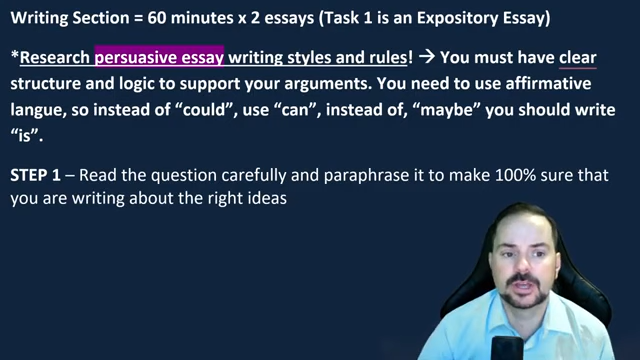 Writing Section = 60 minutes x 2 essays (Task 1 is an Expository Essay)
*Research persuasive essay writing styles and rules! → You must have clear
structure and logic to support your arguments. You need to use affirmative
langue, so instead of “could”, use “can”, instead of, “maybe” you should write
“is”.
STEP 1 – Read the question carefully and paraphrase it to make 100% sure that
you are writing about the right ideas